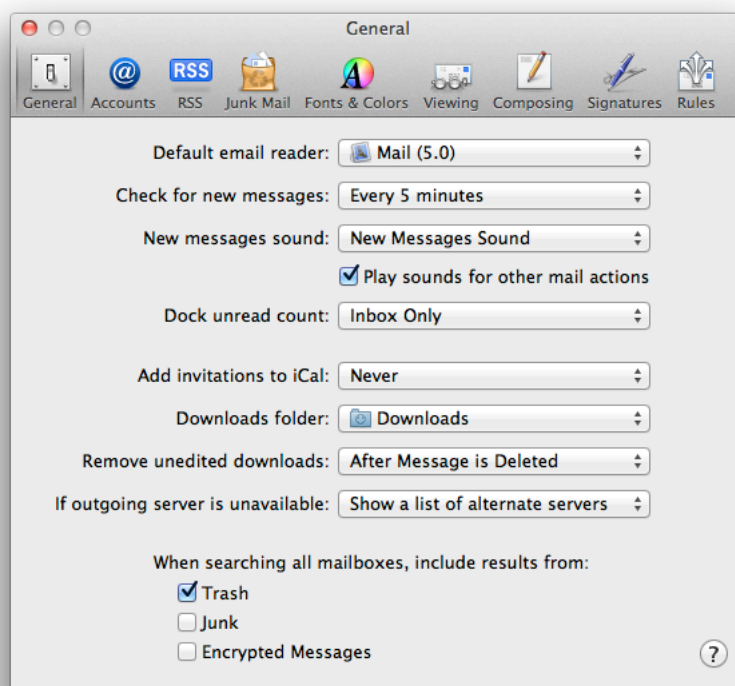 General
RSS
General Accounts RSS Junk Mail Fonts & Colors Viewing Composing Signatures Rules
Default email reader: Mail (5.0)
Check for new messages: Every 5 minutes
New messages sound: New Messages Sound
Play sounds for other mail actions
Dock unread count: Inbox Only
Add invitations to iCal: Never
Downloads folder: Downloads
Remove unedited downloads: After Message is Deleted
If outgoing server is unavailable: Show a list of alternate servers
When searching all mailboxes, include results from:
Trash
Junk
Encrypted Messages
?